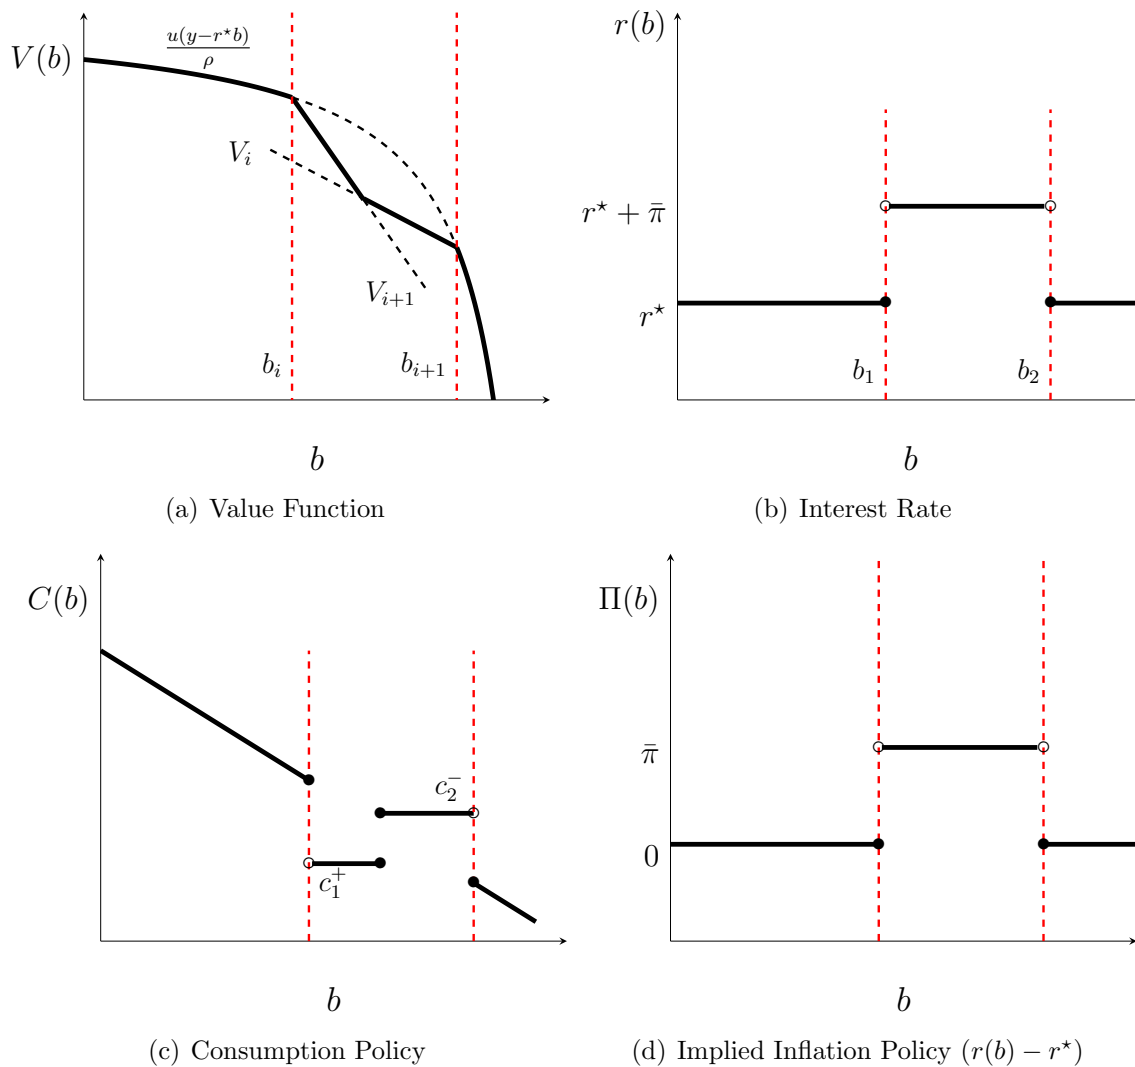 V(b)
u(y−r⋆b)
ρ
V_i
V_{i+1}
b_i
b_{i+1}
b
(a) Value Function
r(b)
r⋆ + π̄
r⋆
b_1
b_2
b
(b) Interest Rate
C(b)
c_2^−
c_1^+
b
(c) Consumption Policy
Π(b)
π̄
0
b
(d) Implied Inflation Policy (r(b) − r⋆)